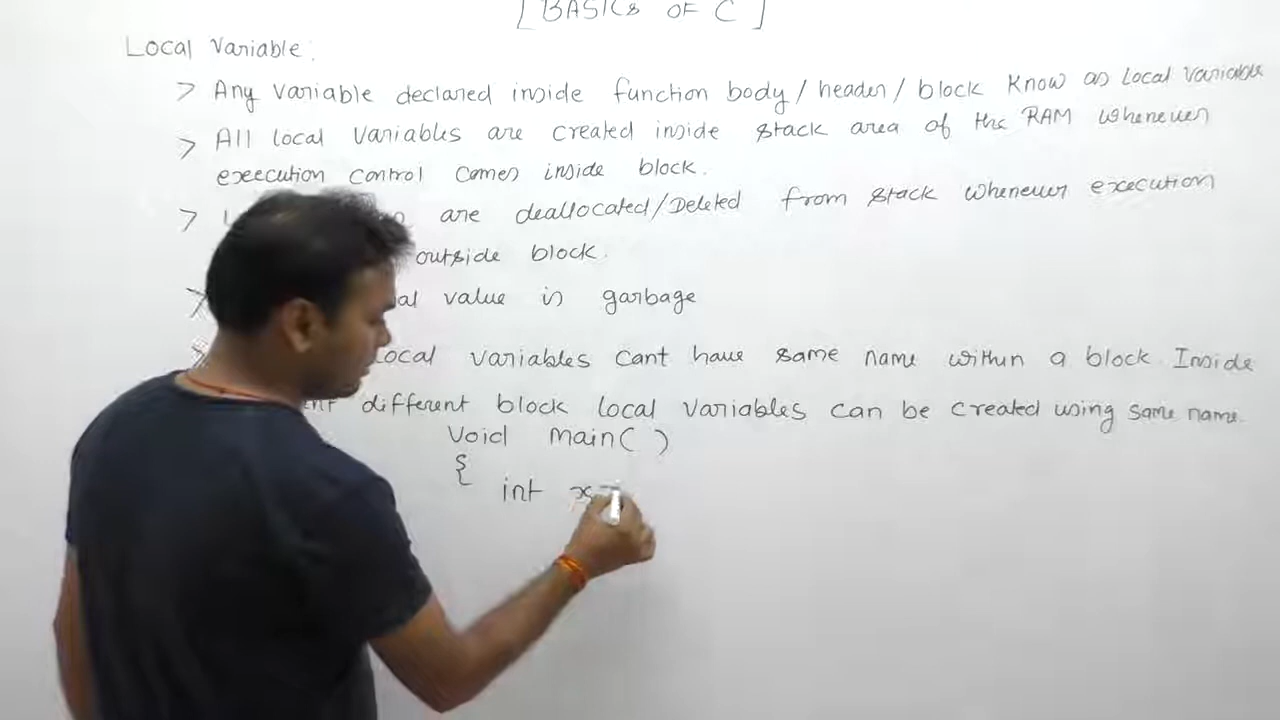 [ BASICS OF C ]
Local Variable:
> Any Variable declared inside function body / header / block Know as local variable
> All local Variables are created inside stack area of the RAM whenever
execution control comes inside block.
> are deallocated/Deleted from stack whenever execution
outside block.
> value is garbage
> Local variables cant have same name within a block. Inside
different block local variables can be created using same name.
Void main( )
{
int x